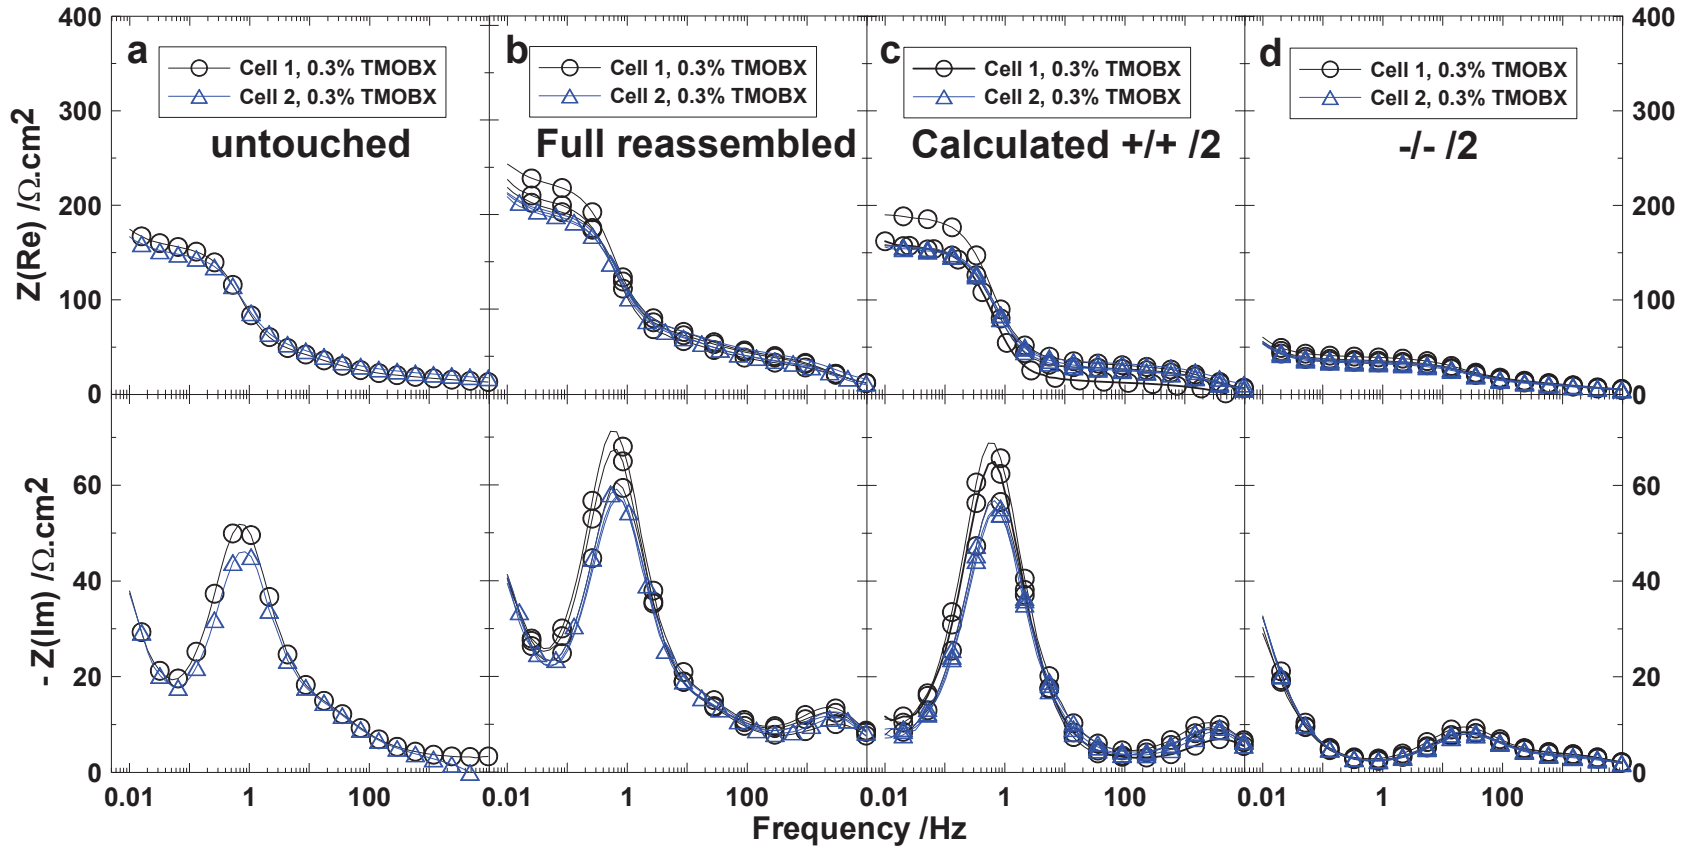 400
300
200
100
0
Z(Re) /Ω.cm2
a
Cell 1, 0.3% TMOBX
Cell 2, 0.3% TMOBX
untouched
b
Cell 1, 0.3% TMOBX
Cell 2, 0.3% TMOBX
Full reassembled
c
Cell 1, 0.3% TMOBX
Cell 2, 0.3% TMOBX
Calculated +/+ /2
d
Cell 1, 0.3% TMOBX
Cell 2, 0.3% TMOBX
-/- /2
400
300
200
100
0
60
40
20
0
- Z(Im) /Ω.cm2
60
40
20
0
0.01 1 100 0.01 1 100 0.01 1 100 0.01 1 100
Frequency /Hz